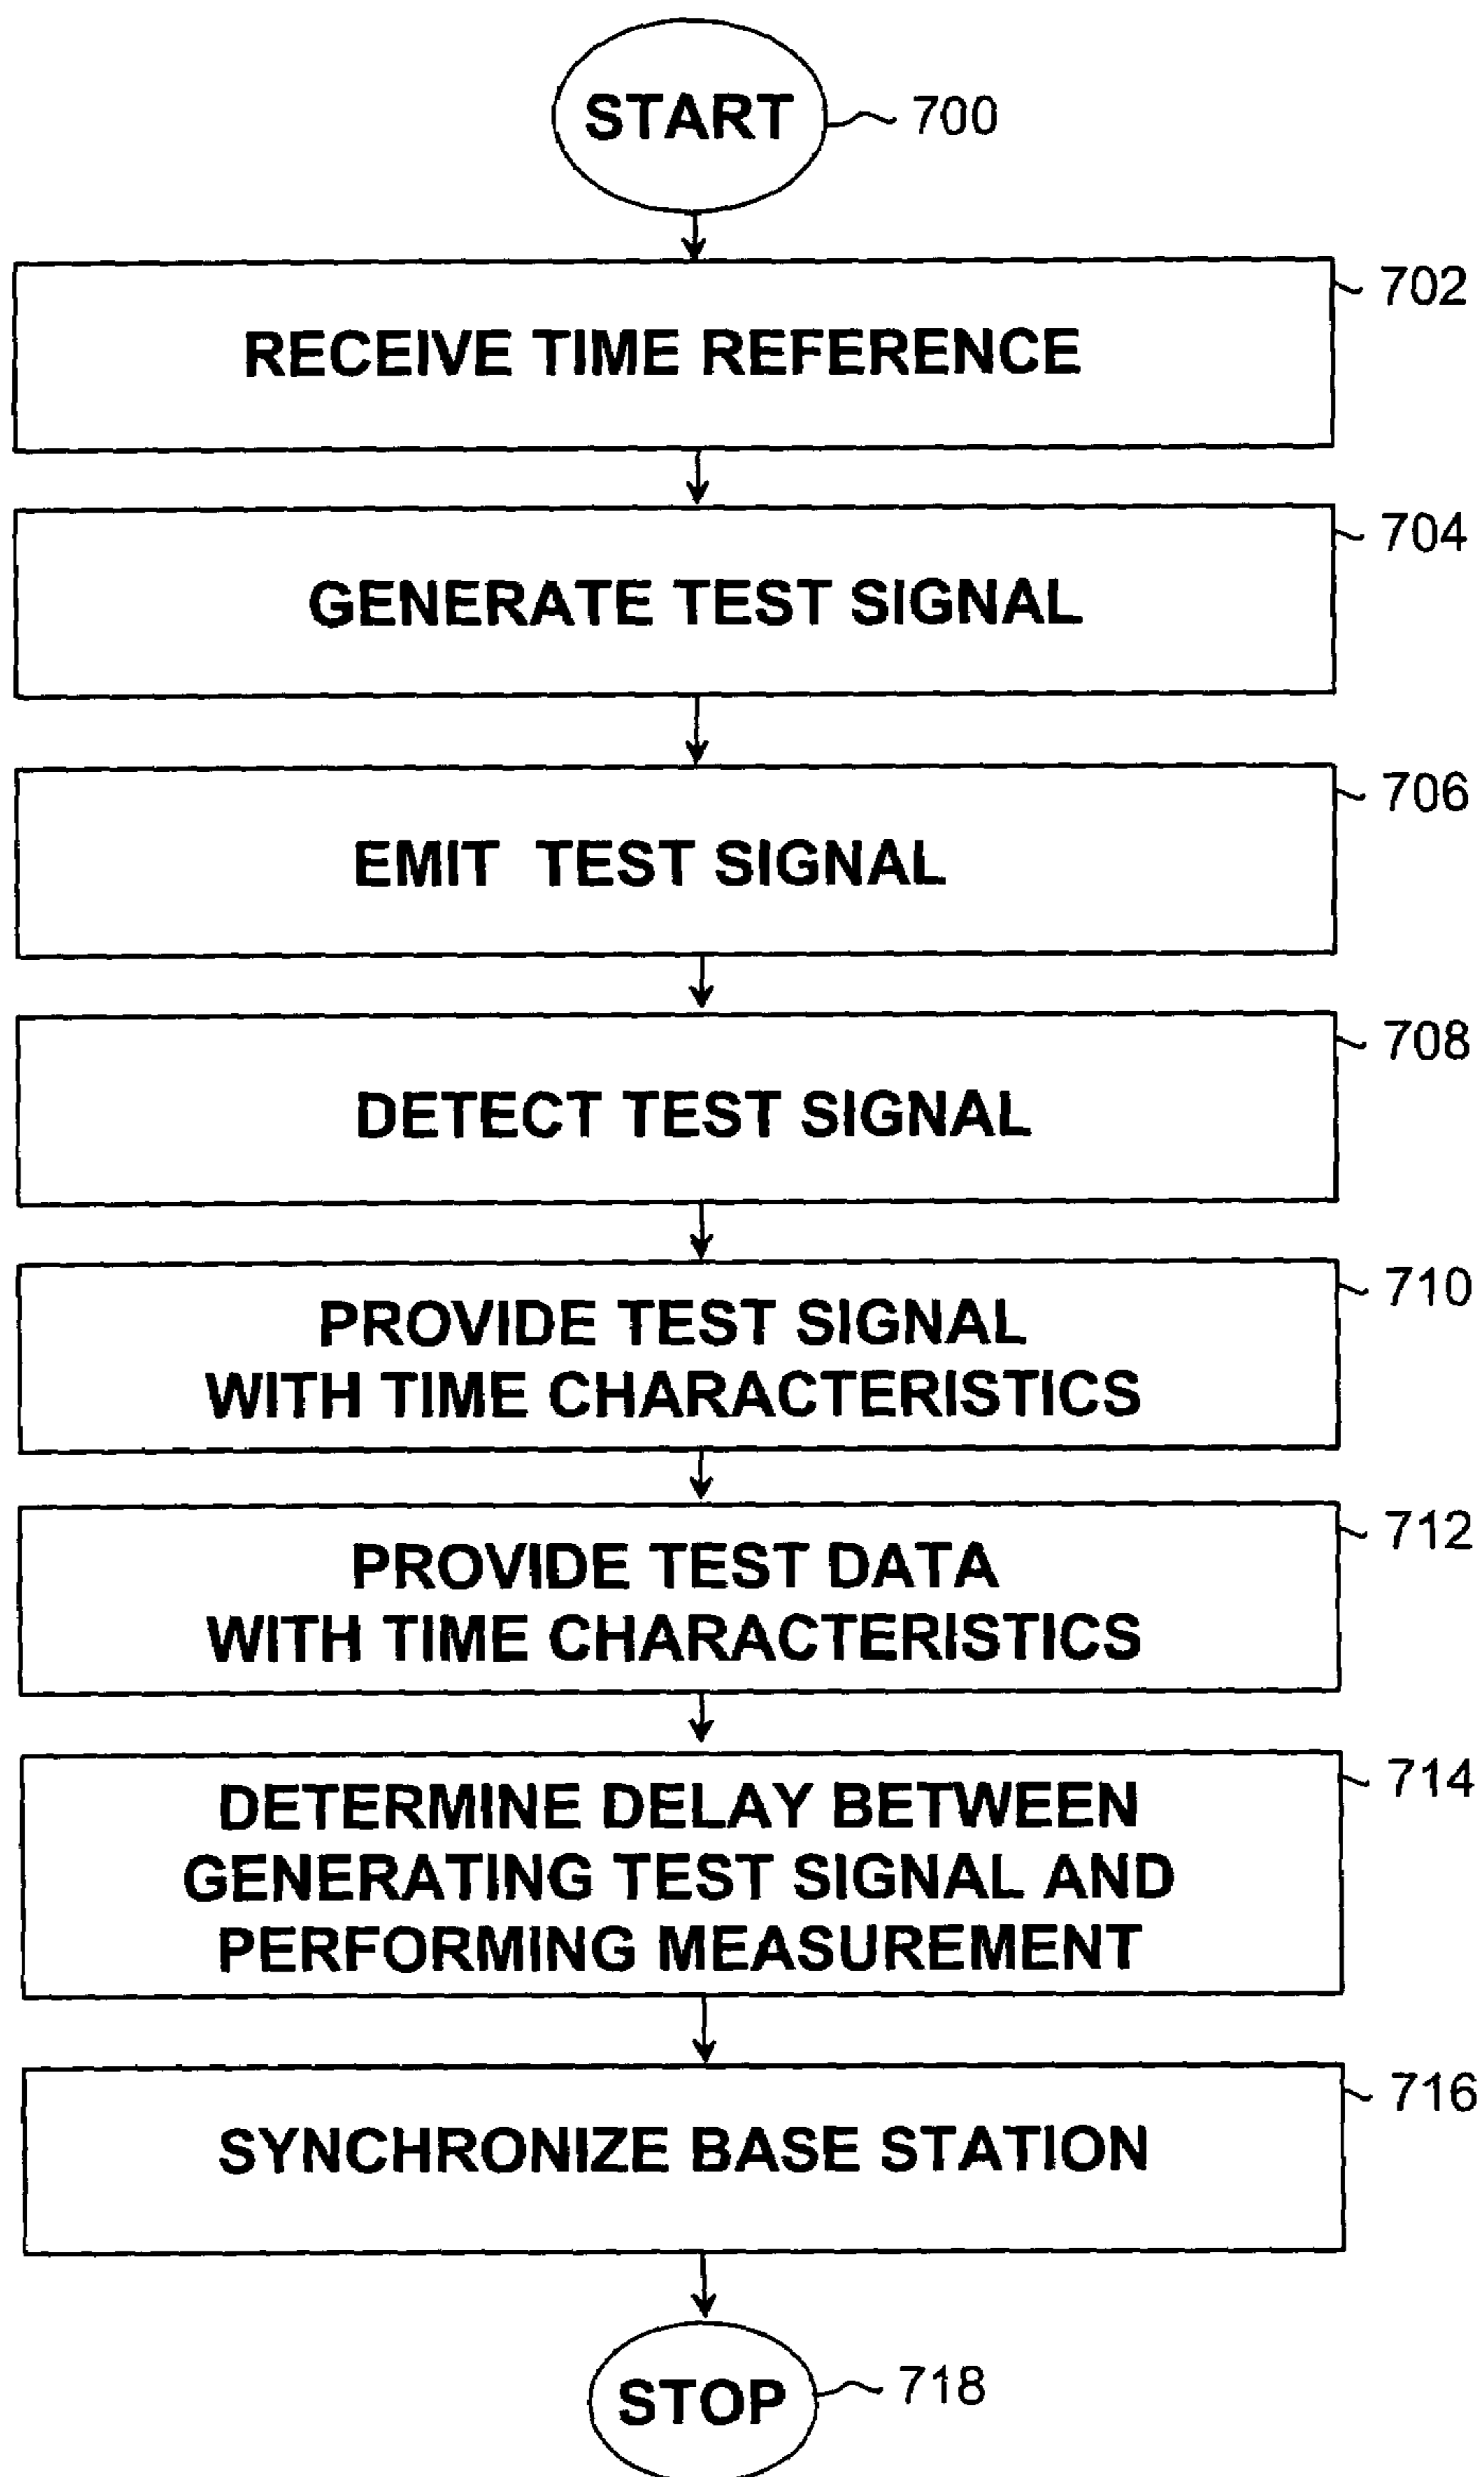 START
700
702
RECEIVE TIME REFERENCE
704
GENERATE TEST SIGNAL
706
EMIT TEST SIGNAL
708
DETECT TEST SIGNAL
710
PROVIDE TEST SIGNAL
WITH TIME CHARACTERISTICS
712
PROVIDE TEST DATA
WITH TIME CHARACTERISTICS
714
DETERMINE DELAY BETWEEN
GENERATING TEST SIGNAL AND
PERFORMING MEASUREMENT
716
SYNCHRONIZE BASE STATION
STOP
718